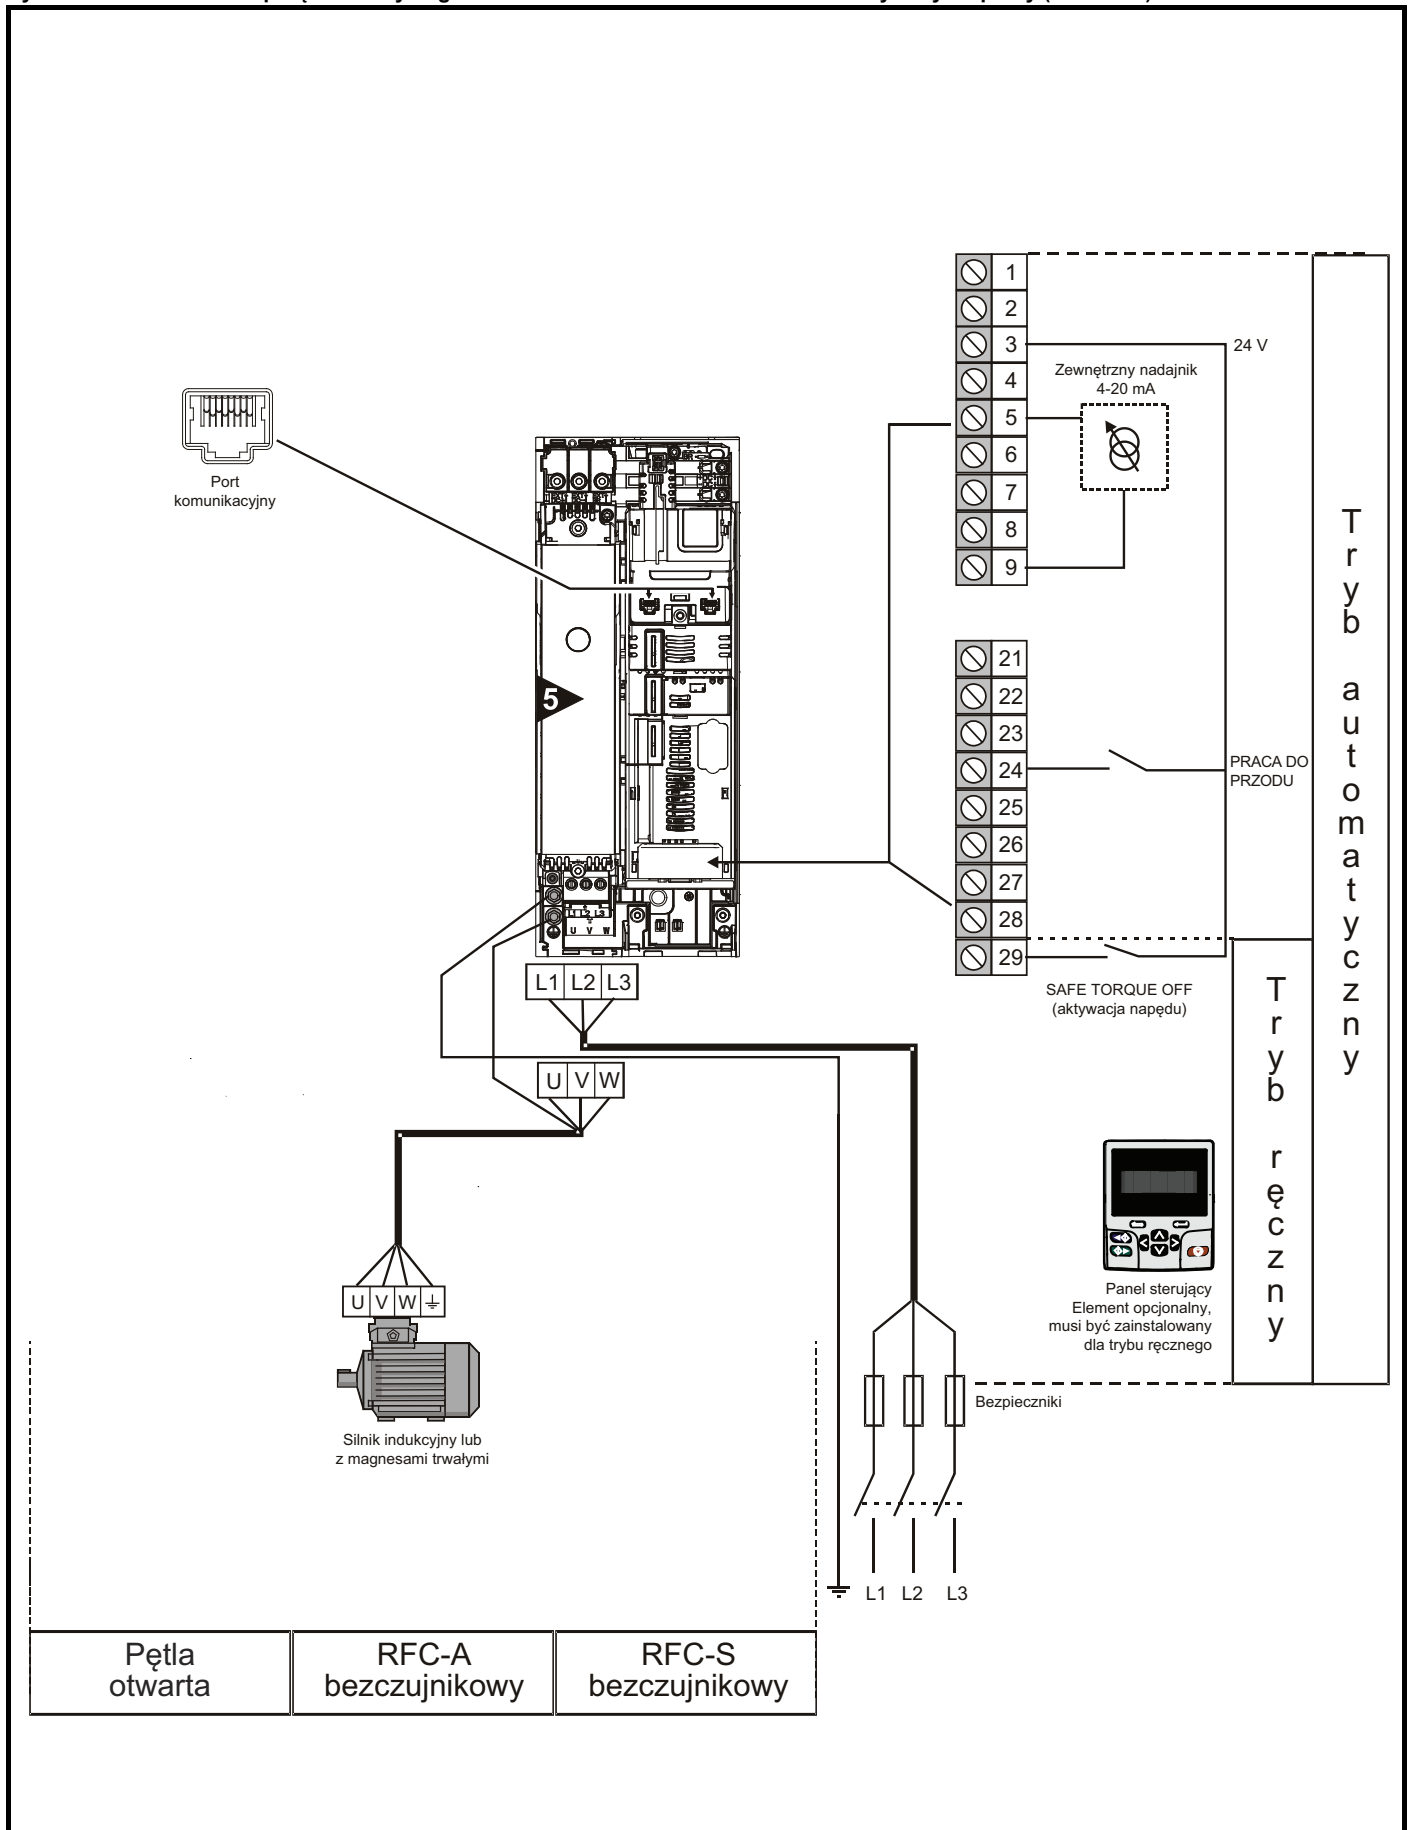 1
2
3
24 V
4
Zewnętrzny nadajnik
4-20 mA
5
6
7
8
9
Port
komunikacyjny
21
22
23
24
PRACA DO
PRZODU
25
26
27
28
29
SAFE TORQUE OFF
(aktywacja napędu)
Tryb automatyczny
Tryb ręczny
5
L1 L2 L3
U V W
L1 L2 L3
U V W
U V W
Panel sterujący
Element opcjonalny,
musi być zainstalowany
dla trybu ręcznego
Bezpieczniki
Silnik indukcyjny lub
z magnesami trwałymi
L1 L2 L3
Pętla
otwarta
RFC-A
bezczujnikowy
RFC-S
bezczujnikowy